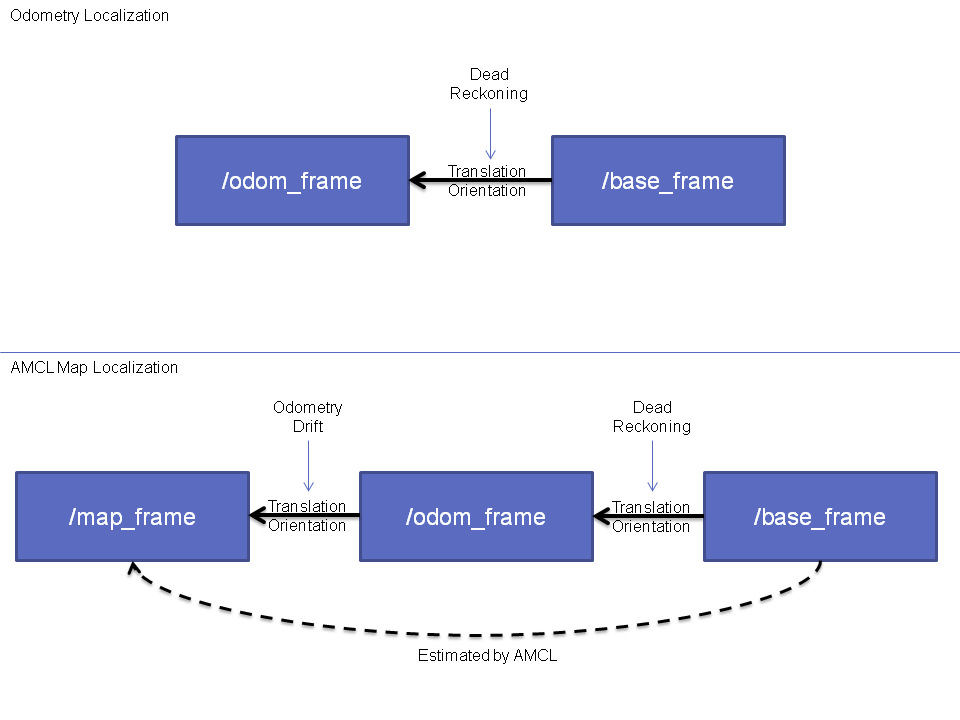 Odometry Localization
Dead
Reckoning
/odom_frame
Translation
Orientation
/base_frame
AMCL Map Localization
Odometry
Drift
Dead
Reckoning
/map_frame
Translation
Orientation
/odom_frame
Translation
Orientation
/base_frame
Estimated by AMCL